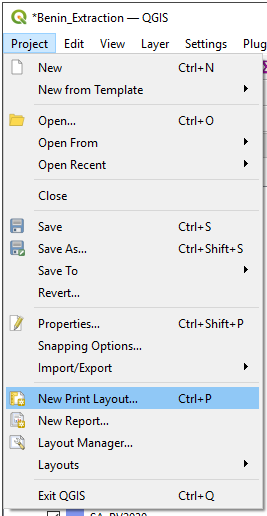 *Benin_Extraction — QGIS
Project Edit View Layer Settings Plug
New Ctrl+N
New from Template
Open... Ctrl+O
Open From
Open Recent
Close
Save Ctrl+S
Save As... Ctrl+Shift+S
Save To
Revert...
Properties... Ctrl+Shift+P
Snapping Options...
Import/Export
New Print Layout... Ctrl+P
New Report...
Layout Manager...
Layouts
Exit QGIS Ctrl+Q